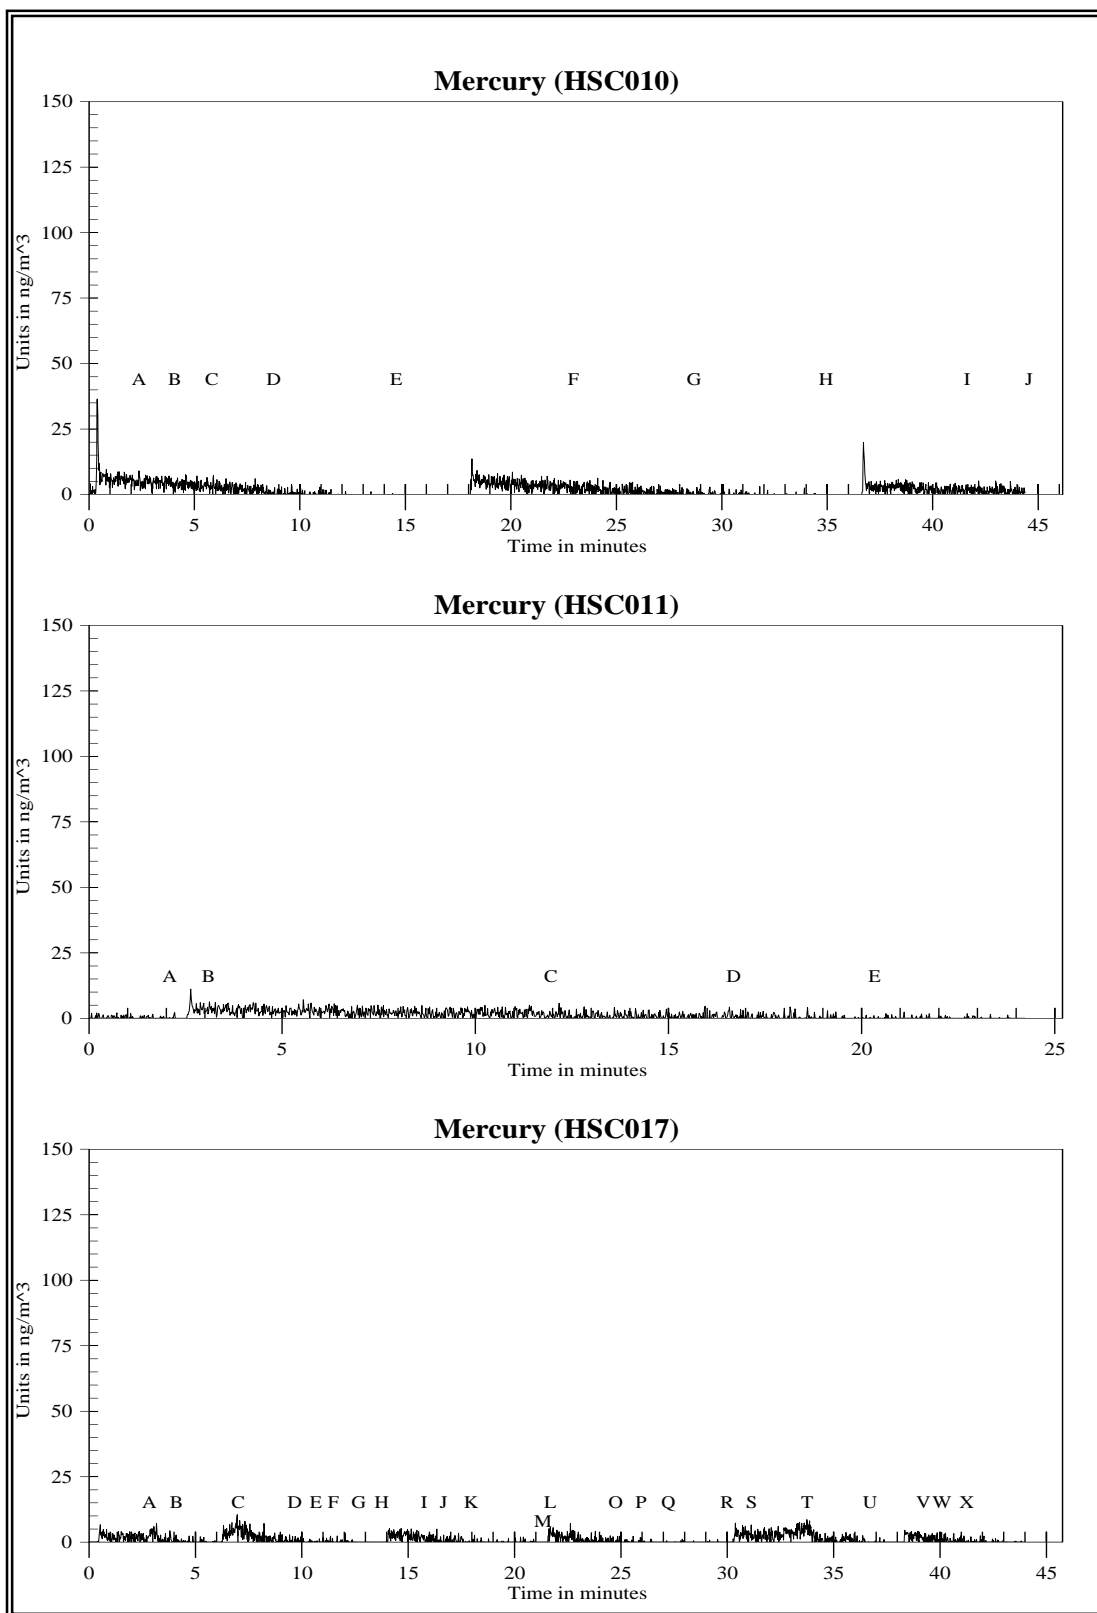 Mercury (HSC010)
Units in ng/m^3
150
125
100
75
50
25
0
A B C D E F G H I J
0 5 10 15 20 25 30 35 40 45
Time in minutes
Mercury (HSC011)
Units in ng/m^3
150
125
100
75
50
25
0
A B C D E
0 5 10 15 20 25
Time in minutes
Mercury (HSC017)
Units in ng/m^3
150
125
100
75
50
25
0
A B C D E F G H I J K L O P Q R S T U V W X
M
0 5 10 15 20 25 30 35 40 45
Time in minutes